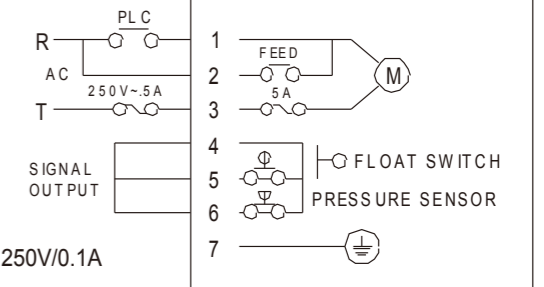 PLC
R
1
FEED
AC
2
M
250V~.5A
5A
T
3
4
SIGNAL
OUTPUT
FLOAT SWITCH
5
PRESSURE SENSOR
6
7
250V/0.1A